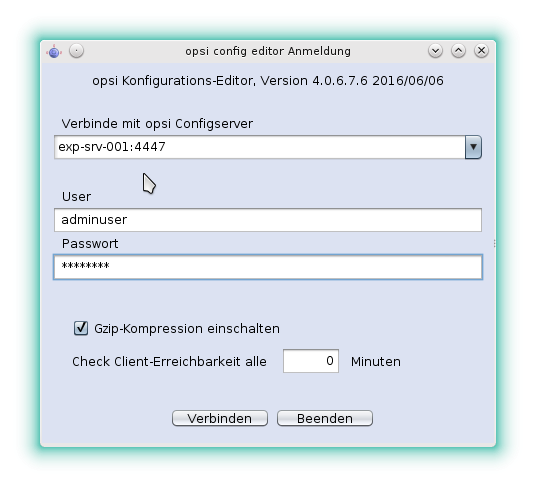 opsi config editor Anmeldung
opsi Konfigurations-Editor, Version 4.0.6.7.6 2016/06/06
Verbinde mit opsi Configserver
exp-srv-001:4447
User
adminuser
Passwort
********
Gzip-Kompression einschalten
Check Client-Erreichbarkeit alle 0 Minuten
Verbinden Beenden